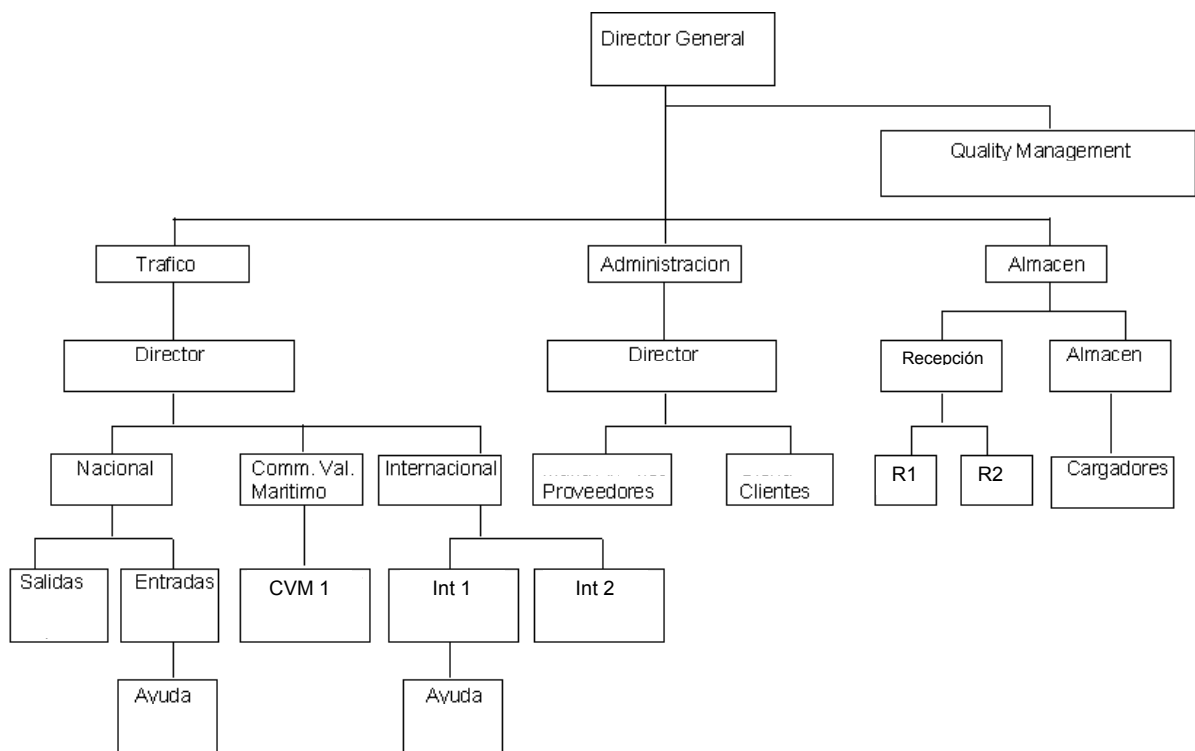 Director General
Quality Management
Trafico
Administracion
Almacen
Director
Director
Recepción
Almacen
Nacional
Comm. Val.
Maritimo
Internacional
Proveedores
Clientes
R1
R2
Cargadores
Salidas
Entradas
CVM 1
Int 1
Int 2
Ayuda
Ayuda